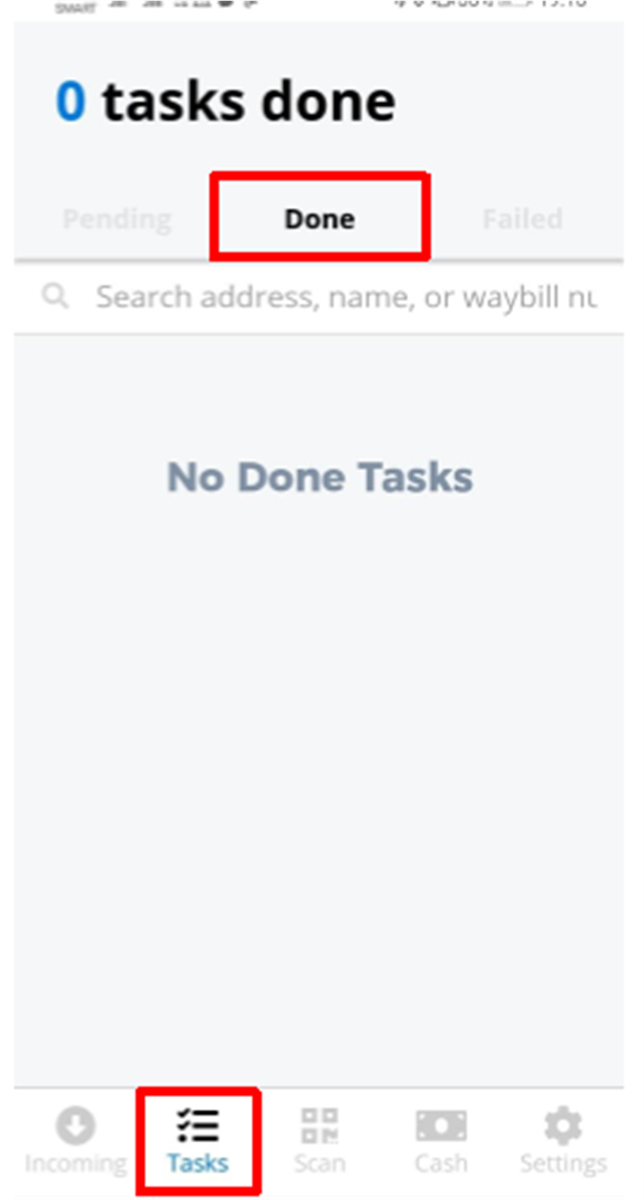 SMART
0 tasks done
Pending Done Failed
Search address, name, or waybill nu
No Done Tasks
Incoming Tasks Scan Cash Settings